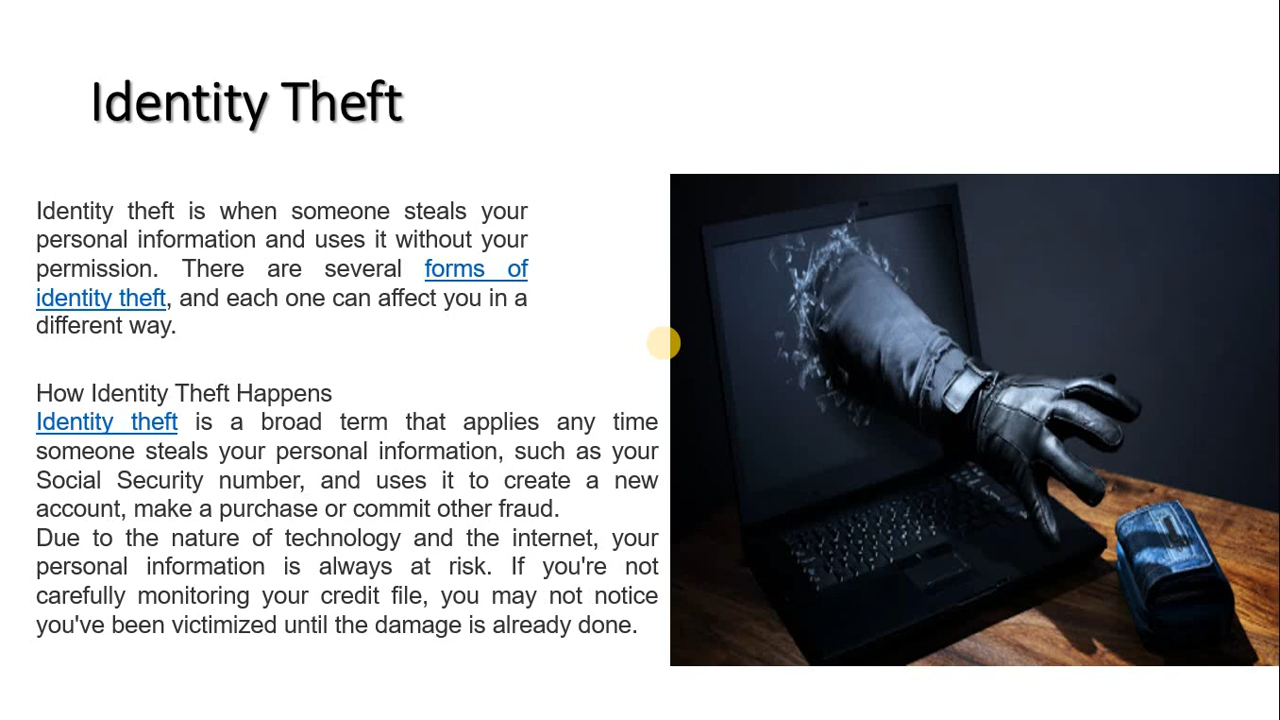 Identity Theft
Identity theft is when someone steals your
personal information and uses it without your
permission. There are several forms of
identity theft, and each one can affect you in a
different way.
How Identity Theft Happens
Identity theft is a broad term that applies any time
someone steals your personal information, such as your
Social Security number, and uses it to create a new
account, make a purchase or commit other fraud.
Due to the nature of technology and the internet, your
personal information is always at risk. If you're not
carefully monitoring your credit file, you may not notice
you've been victimized until the damage is already done.